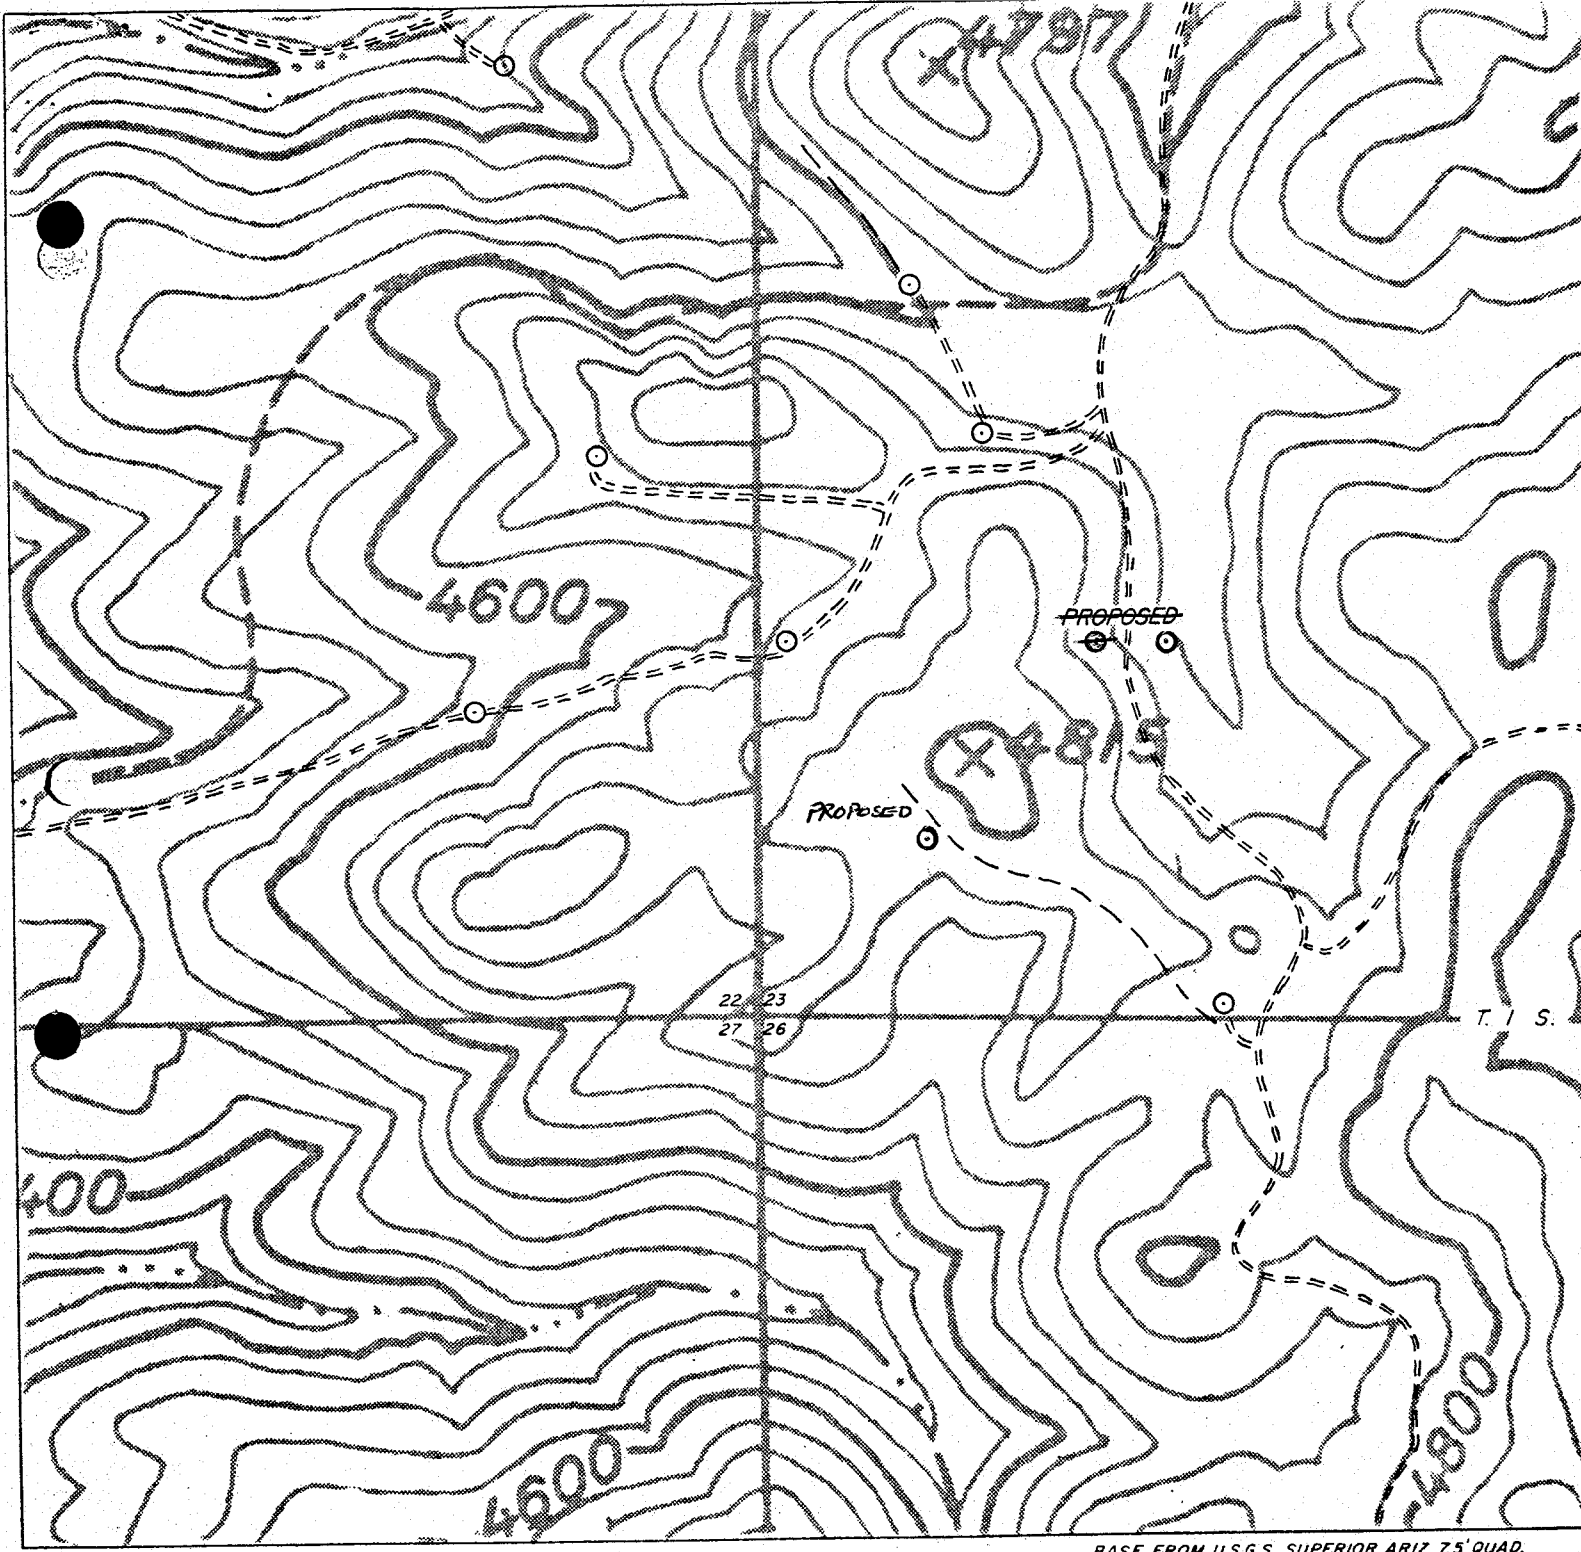 4797
4600
PROPOSED
4815
PROPOSED
22 23
27 26
T. 1 S.
400
4800
4600
BASE FROM U.S.G.S. SUPERIOR ARIZ. 7.5' QUAD.